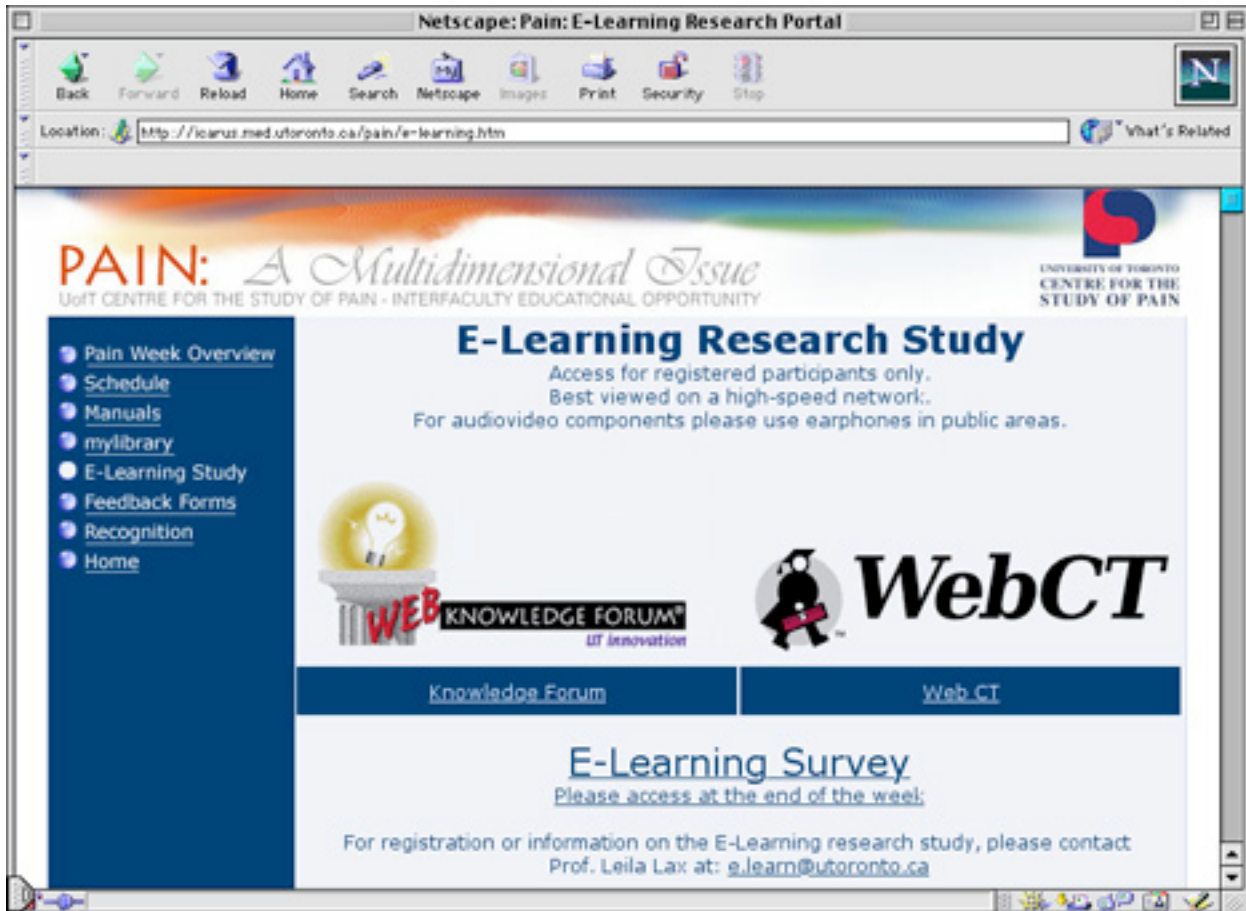 Netscape: Pain: E-Learning Research Portal
Back Forward Reload Home Search Netscape Images Print Security Stop
N
Location: http://icarus.med.utoronto.ca/pain/e-learning.htm What's Related
PAIN: A Multidimensional Issue
UofT CENTRE FOR THE STUDY OF PAIN - INTERFACULTY EDUCATIONAL OPPORTUNITY
UNIVERSITY OF TORONTO
CENTRE FOR THE
STUDY OF PAIN
Pain Week Overview
Schedule
Manuals
mylibrary
E-Learning Study
Feedback Forms
Recognition
Home
E-Learning Research Study
Access for registered participants only.
Best viewed on a high-speed network.
For audiovideo components please use earphones in public areas.
WEB KNOWLEDGE FORUM®
UT innovation
WebCT™
Knowledge Forum
Web CT
E-Learning Survey
Please access at the end of the week.
For registration or information on the E-Learning research study, please contact
Prof. Leila Lax at: e.learn@utoronto.ca